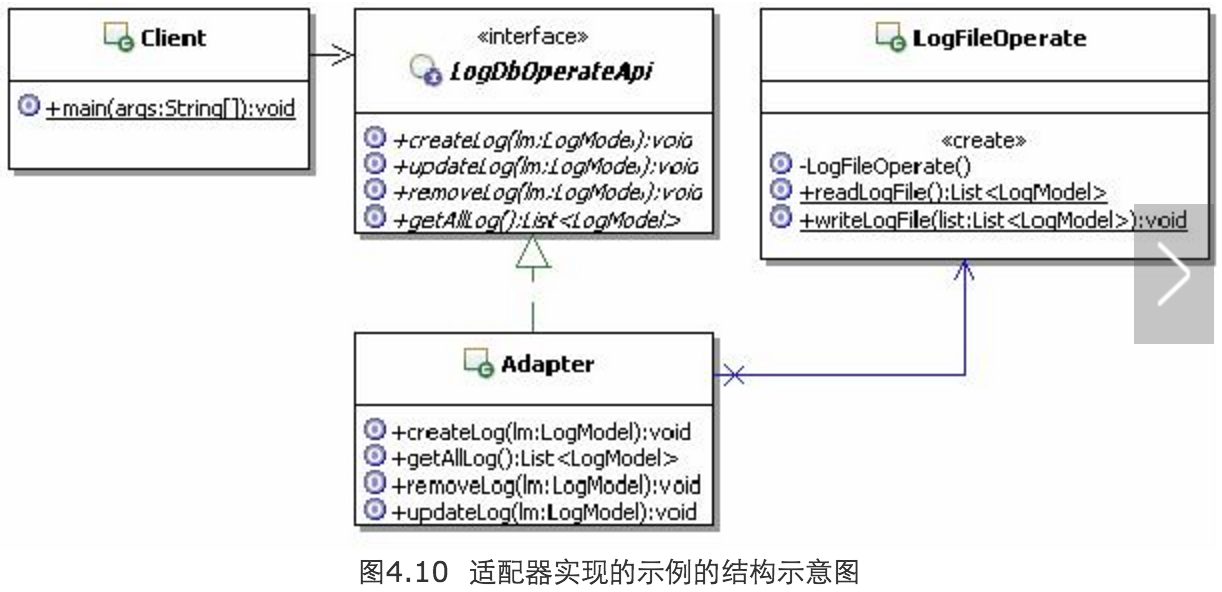 Client
+main(args:String[]):void
«interface»
LogDbOperateApi
+createLog(lm:LogModel):void
+updateLog(lm:LogModel):void
+removeLog(lm:LogModel):void
+getAllLog():List<LogModel>
LogFileOperate
«create»
-LogFileOperate()
+readLogFile():List<LogModel>
+writeLogFile(list:List<LogModel>):void
Adapter
+createLog(lm:LogModel):void
+getAllLog():List<LogModel>
+removeLog(lm:LogModel):void
+updateLog(lm:LogModel):void
图4.10 适配器实现的示例的结构示意图